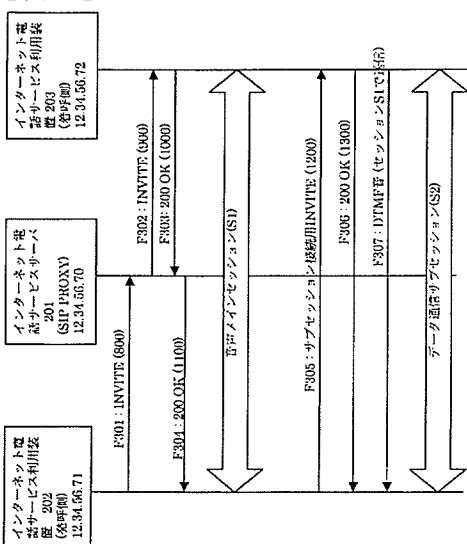 インターネット電
話サービス利用装
置 203
(発呼側)
12.34.56.72
インターネット電
話サービスサーバ
201
(SIP PROXY)
12.34.56.70
インターネット電
話サービス利用装
置 202
(発呼側)
12.34.56.71
F301：INVITE (800)
F302：INVITE (900)
F303：200 OK (1000)
F304：200 OK (1100)
音声メインセッション(S1)
F305：サブセッション接続用INVITE (1200)
F306：200 OK (1300)
F307：DTMF音 (セッションS1で送信)
データ通信サブセッション(S2)